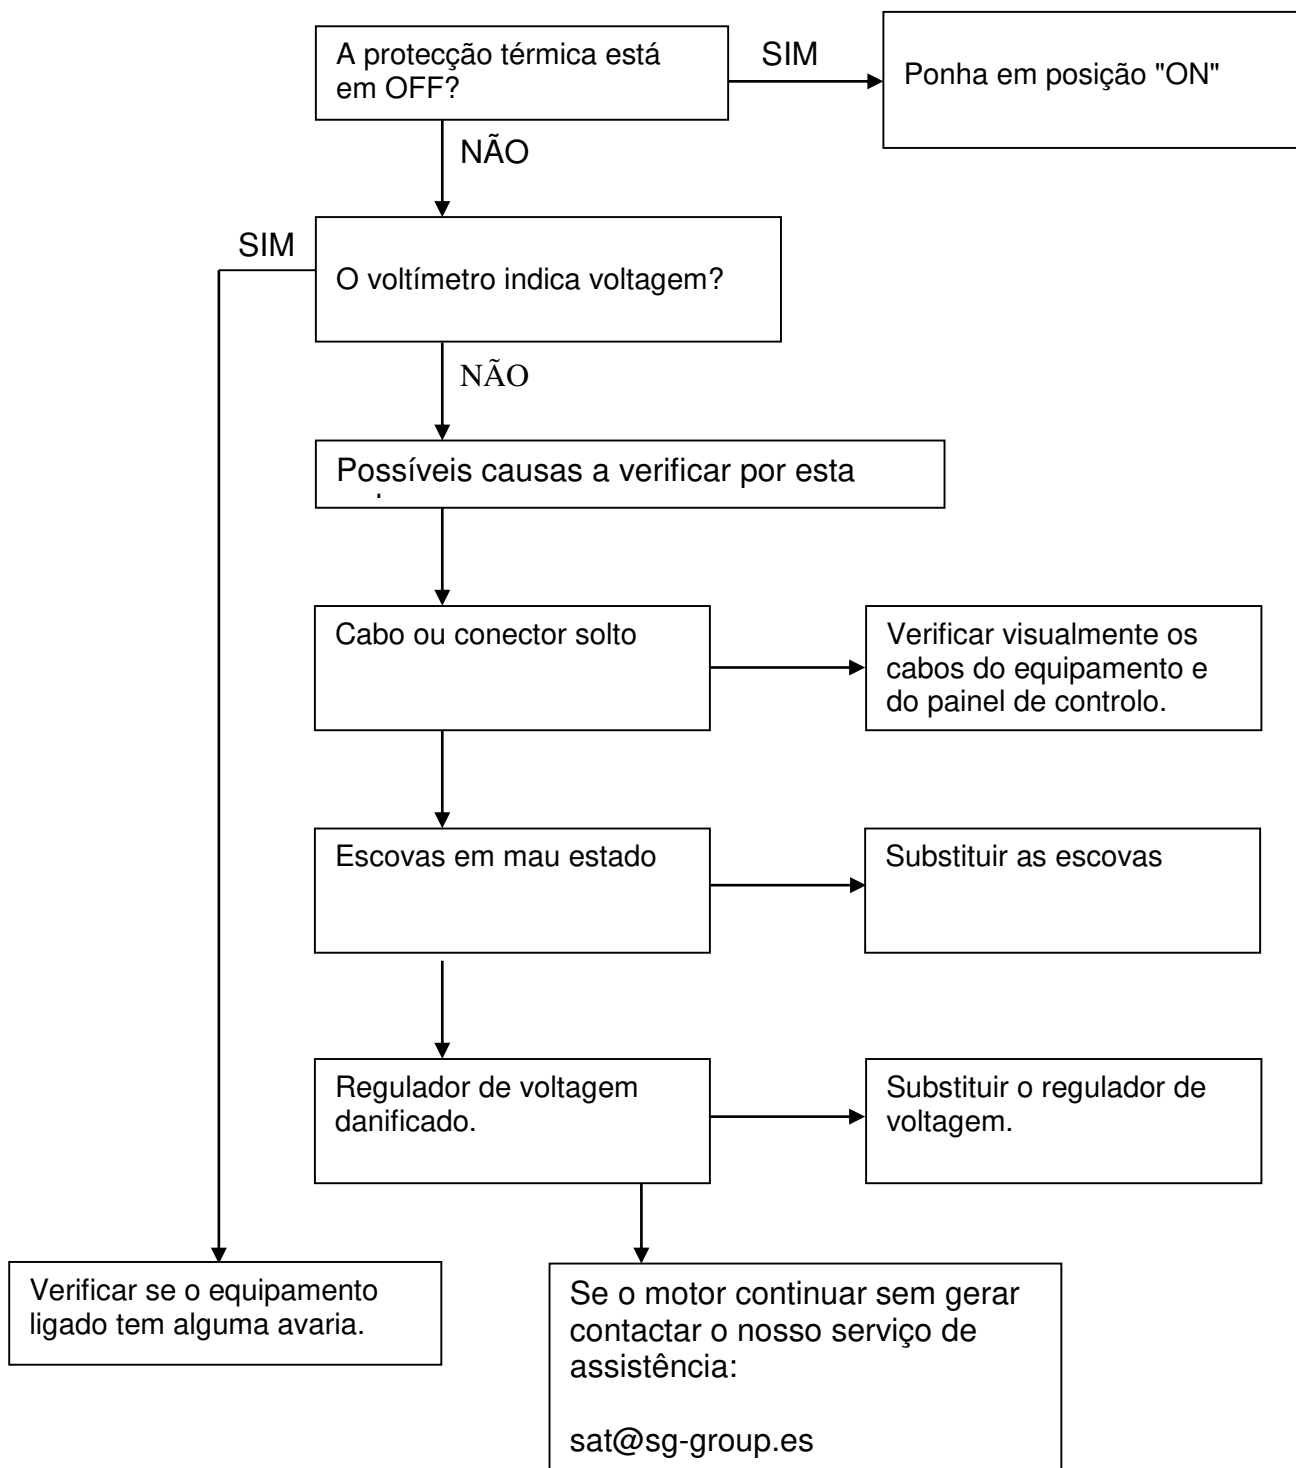 A protecção térmica está
em OFF?
SIM
Ponha em posição "ON"
NÃO
SIM
O voltímetro indica voltagem?
NÃO
Possíveis causas a verificar por esta
Cabo ou conector solto
Verificar visualmente os
cabos do equipamento e
do painel de controlo.
Escovas em mau estado
Substituir as escovas
Regulador de voltagem
danificado.
Substituir o regulador de
voltagem.
Verificar se o equipamento
ligado tem alguma avaria.
Se o motor continuar sem gerar
contactar o nosso serviço de
assistência:
sat@sg-group.es